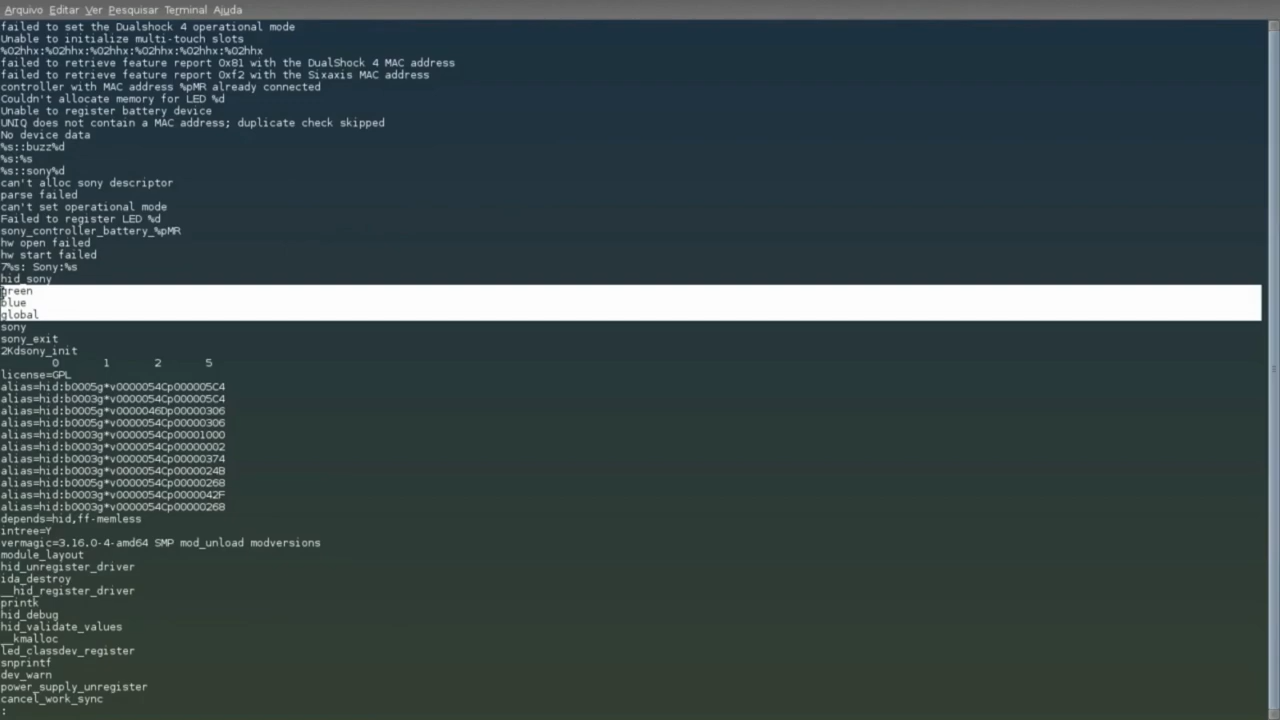 Arquivo Editar Ver Pesquisar Terminal Ajuda
failed to set the Dualshock 4 operational mode
Unable to initialize multi-touch slots
%02hhx:%02hhx:%02hhx:%02hhx:%02hhx:%02hhx
failed to retrieve feature report 0x81 with the DualShock 4 MAC address
failed to retrieve feature report 0xf2 with the Sixaxis MAC address
controller with MAC address %pMR already connected
Couldn't allocate memory for LED %d
Unable to register battery device
UNIQ does not contain a MAC address; duplicate check skipped
No device data
%s::buzz%d
%s:%s
%s::sony%d
can't alloc sony descriptor
parse failed
can't set operational mode
Failed to register LED %d
sony_controller_battery_%pMR
hw open failed
hw start failed
7%s: Sony:%s
hid_sony
green
blue
global
sony
sony_exit
2Kdsony_init
0 1 2 5
license=GPL
alias=hid:b0005g*v0000054Cp000005C4
alias=hid:b0003g*v0000054Cp000005C4
alias=hid:b0005g*v0000046Dp00000306
alias=hid:b0005g*v0000054Cp00000306
alias=hid:b0003g*v0000054Cp00001000
alias=hid:b0003g*v0000054Cp00000002
alias=hid:b0003g*v0000054Cp00000374
alias=hid:b0003g*v0000054Cp0000024B
alias=hid:b0005g*v0000054Cp00000268
alias=hid:b0003g*v0000054Cp0000042F
alias=hid:b0003g*v0000054Cp00000268
depends=hid,ff-memless
intree=Y
vermagic=3.16.0-4-amd64 SMP mod_unload modversions
module_layout
hid_unregister_driver
ida_destroy
__hid_register_driver
printk
hid_debug
hid_validate_values
__kmalloc
led_classdev_register
snprintf
dev_warn
power_supply_unregister
cancel_work_sync
: